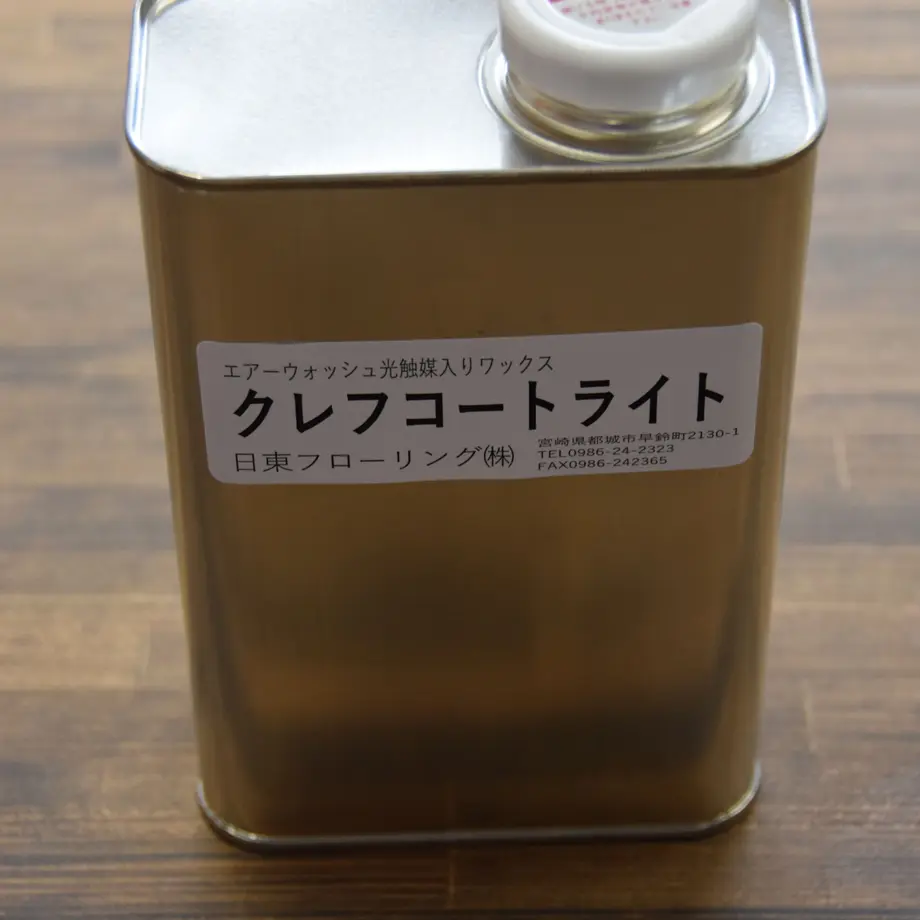 エアーウォッシュ光触媒入りワックス
クレフコートライト
日東フローリング㈱
宮崎県都城市早鈴町2130-1
TEL0986-24-2323
FAX0986-242365